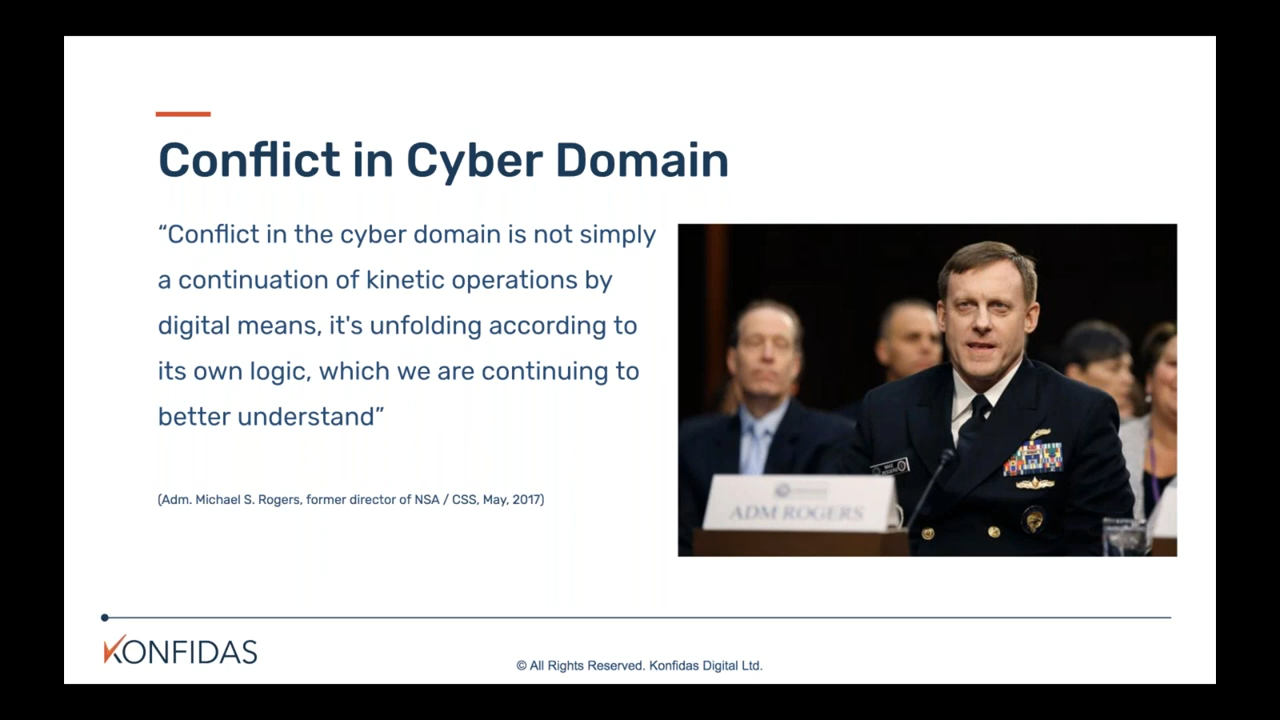 Conflict in Cyber Domain
“Conflict in the cyber domain is not simply
a continuation of kinetic operations by
digital means, it's unfolding according to
its own logic, which we are continuing to
better understand”
(Adm. Michael S. Rogers, former director of NSA / CSS, May, 2017)
ADM ROGERS
KONFIDAS
© All Rights Reserved. Konfidas Digital Ltd.